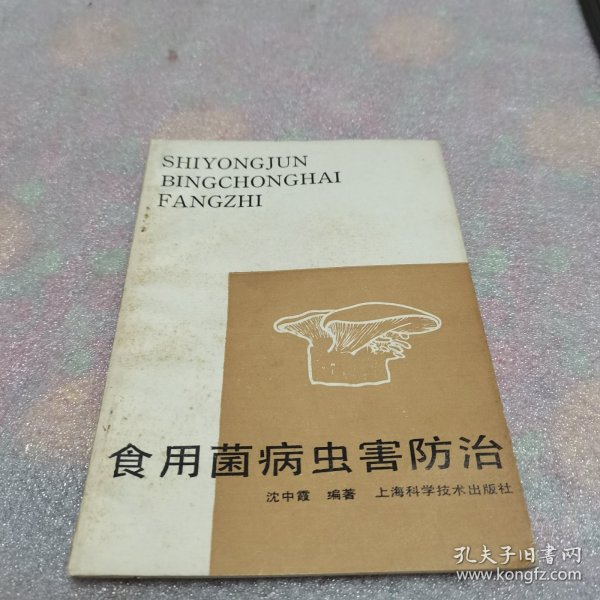 SHIYONGJUN
BINGCHONGHAI
FANGZHI
食用菌病虫害防治
沈中霞 编著 上海科学技术出版社
孔夫子旧書网
www.kongfz.com